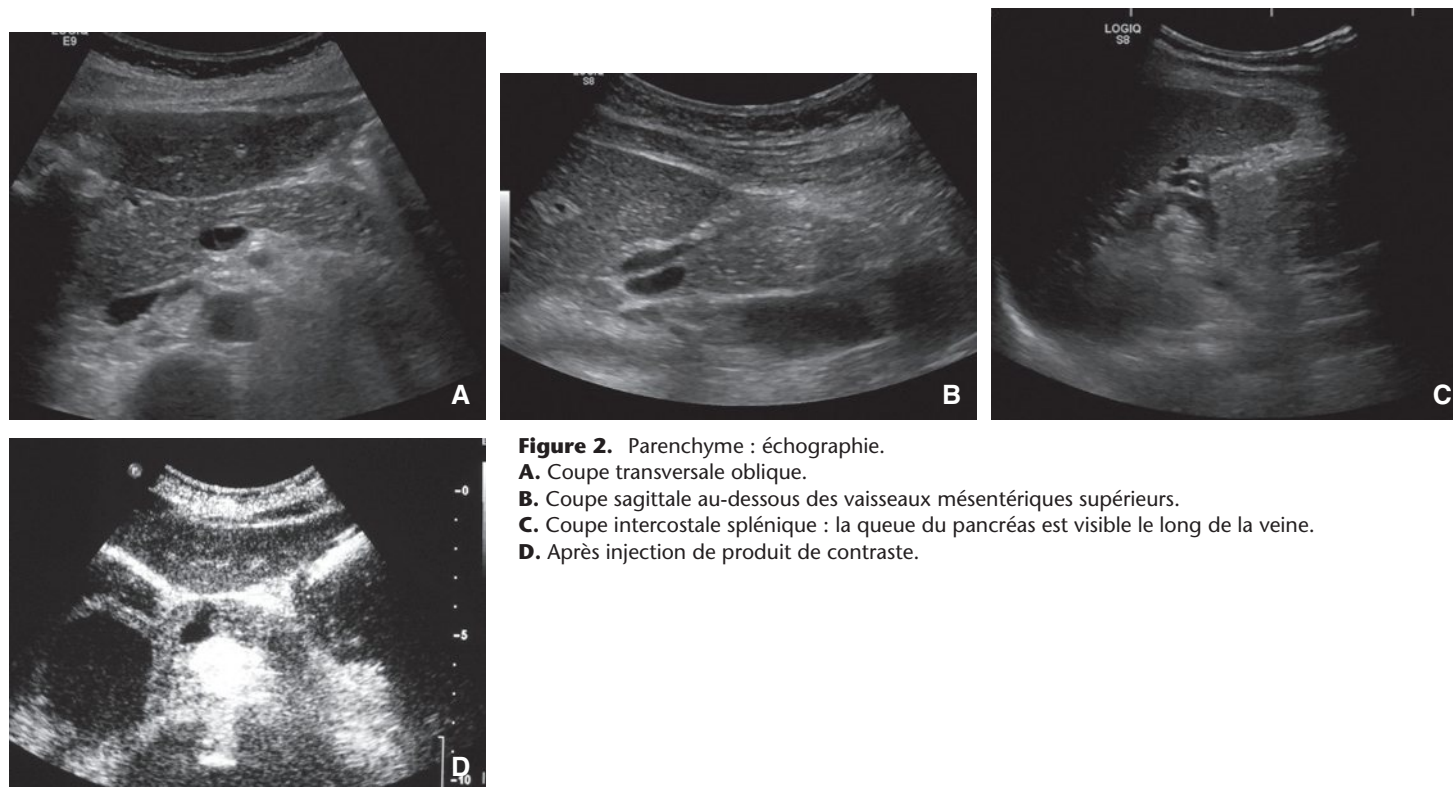 LOGIQ
E9
A
LOGIQ
S8
B
LOGIQ
S8
C
-0
-5
-10
D
Figure 2. Parenchyme : échographie.
A. Coupe transversale oblique.
B. Coupe sagittale au-dessous des vaisseaux mésentériques supérieurs.
C. Coupe intercostale splénique : la queue du pancréas est visible le long de la veine.
D. Après injection de produit de contraste.